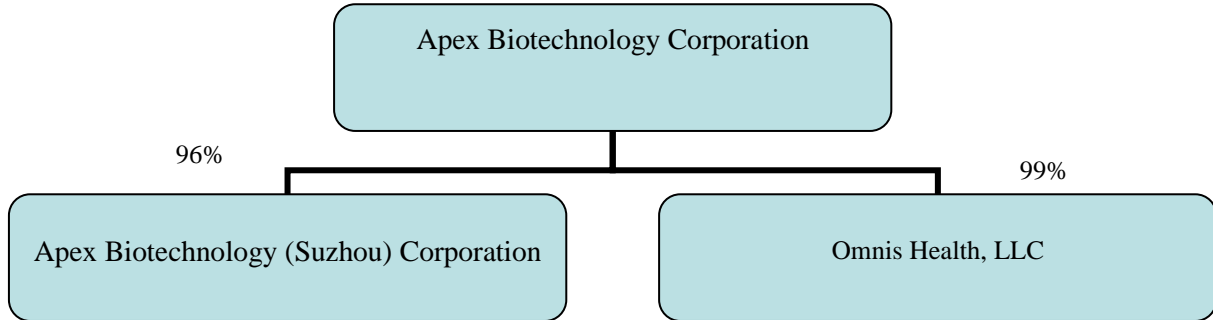 Apex Biotechnology Corporation
96%
99%
Apex Biotechnology (Suzhou) Corporation
Omnis Health, LLC